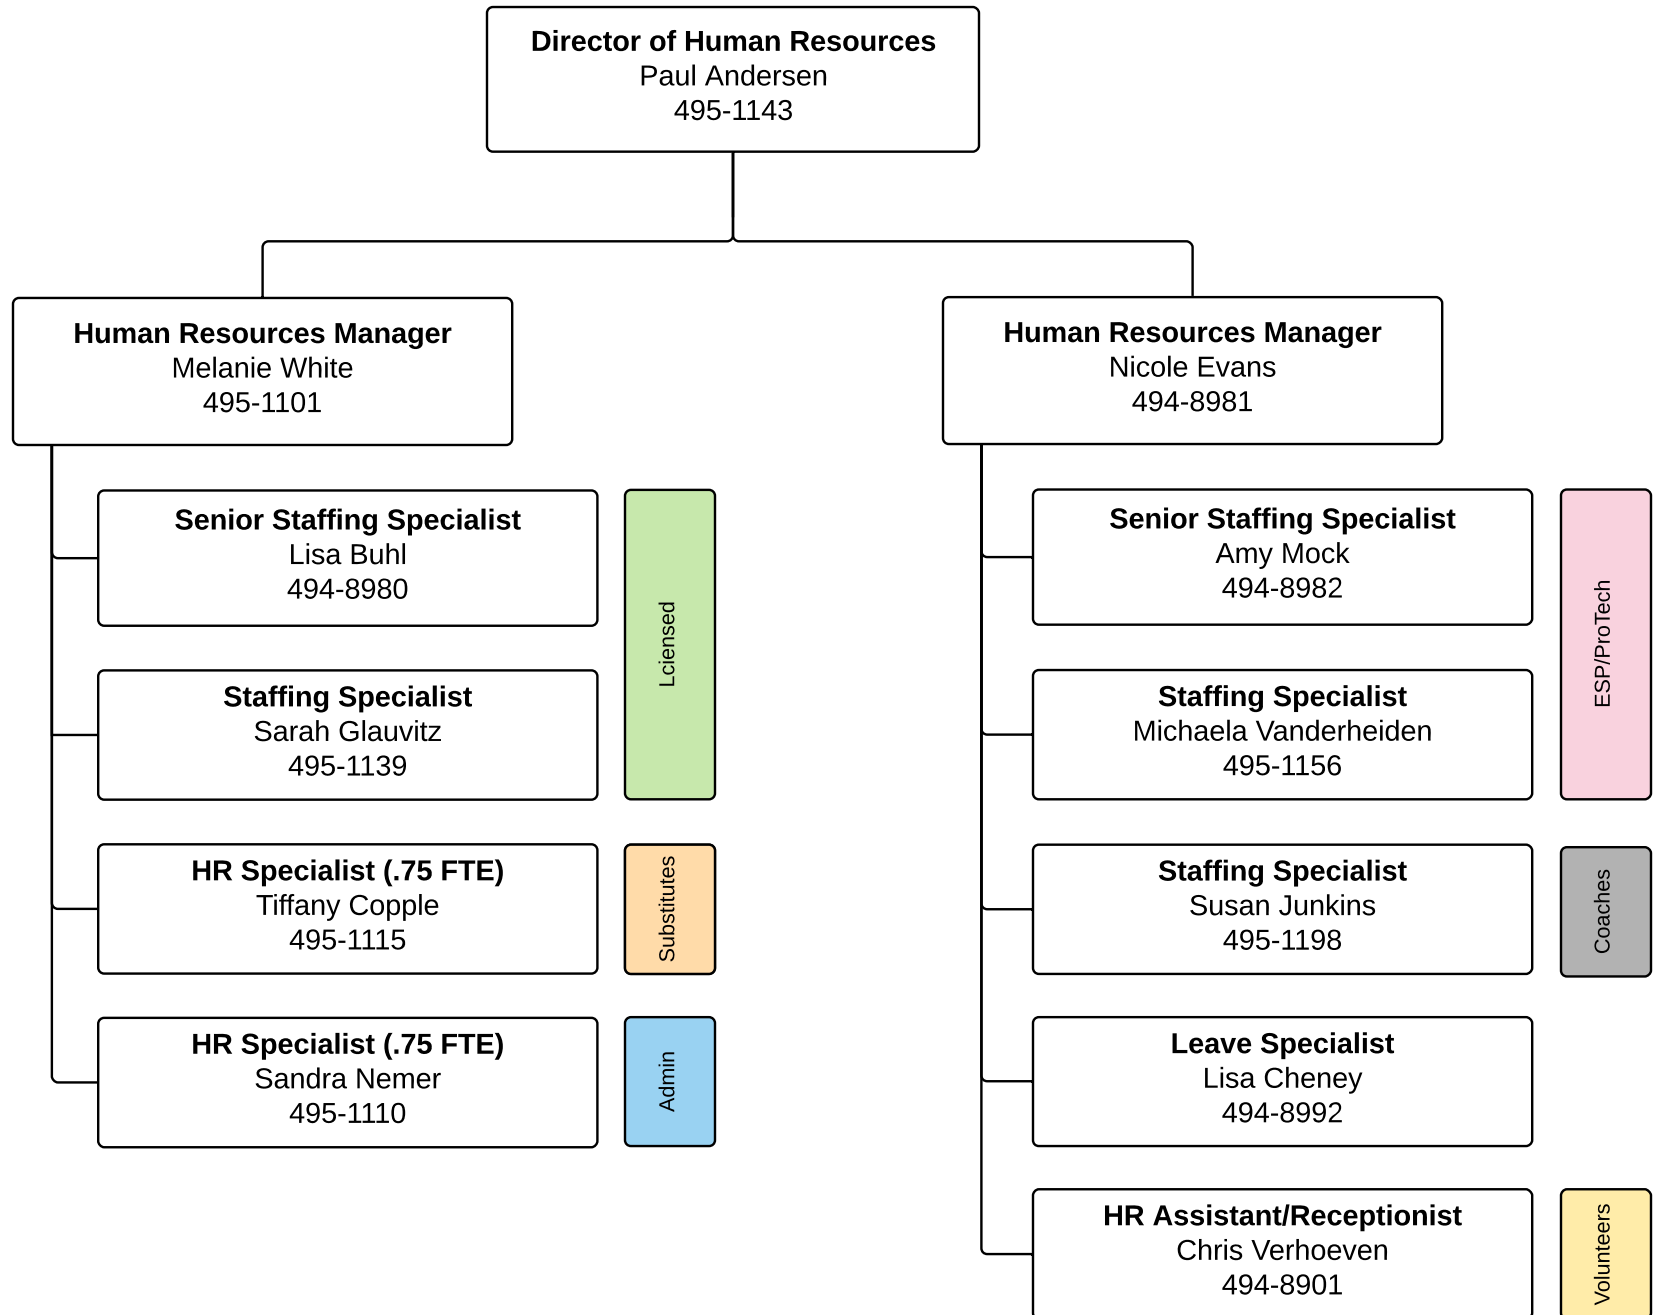 Director of Human Resources
Paul Andersen
495-1143
Human Resources Manager
Melanie White
495-1101
Senior Staffing Specialist
Lisa Buhl
494-8980
Staffing Specialist
Sarah Glauvitz
495-1139
Lciensed
HR Specialist (.75 FTE)
Tiffany Copple
495-1115
Substitutes
HR Specialist (.75 FTE)
Sandra Nemer
495-1110
Admin
Human Resources Manager
Nicole Evans
494-8981
Senior Staffing Specialist
Amy Mock
494-8982
Staffing Specialist
Michaela Vanderheiden
495-1156
ESP/ProTech
Staffing Specialist
Susan Junkins
495-1198
Coaches
Leave Specialist
Lisa Cheney
494-8992
HR Assistant/Receptionist
Chris Verhoeven
494-8901
Volunteers